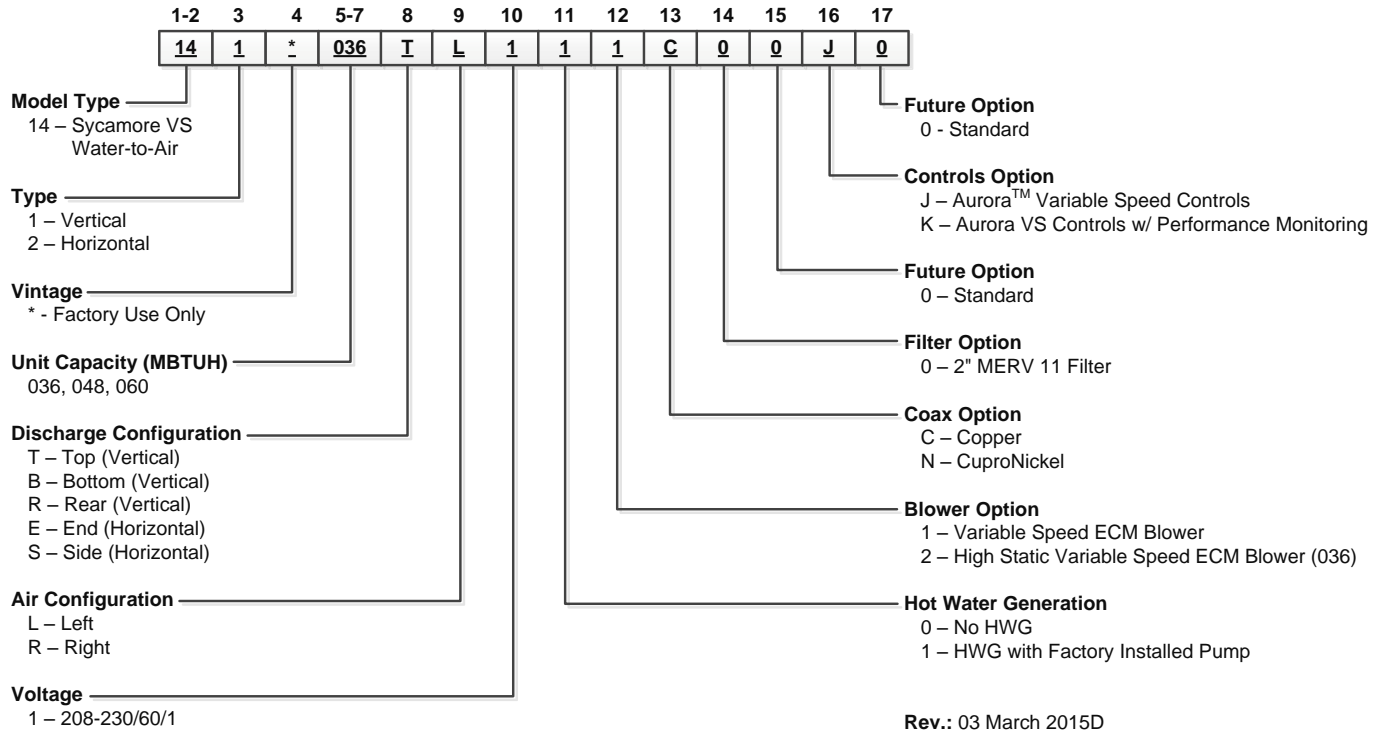 1-2 3 4 5-7 8 9 10 11 12 13 14 15 16 17
14 1 * 036 T L 1 1 1 C 0 0 J 0
Model Type
14 – Sycamore VS
Water-to-Air
Type
1 – Vertical
2 – Horizontal
Vintage
* - Factory Use Only
Unit Capacity (MBTUH)
036, 048, 060
Discharge Configuration
T – Top (Vertical)
B – Bottom (Vertical)
R – Rear (Vertical)
E – End (Horizontal)
S – Side (Horizontal)
Air Configuration
L – Left
R – Right
Voltage
1 – 208-230/60/1
Future Option
0 - Standard
Controls Option
J – Aurora™ Variable Speed Controls
K – Aurora VS Controls w/ Performance Monitoring
Future Option
0 – Standard
Filter Option
0 – 2" MERV 11 Filter
Coax Option
C – Copper
N – CuproNickel
Blower Option
1 – Variable Speed ECM Blower
2 – High Static Variable Speed ECM Blower (036)
Hot Water Generation
0 – No HWG
1 – HWG with Factory Installed Pump
Rev.: 03 March 2015D